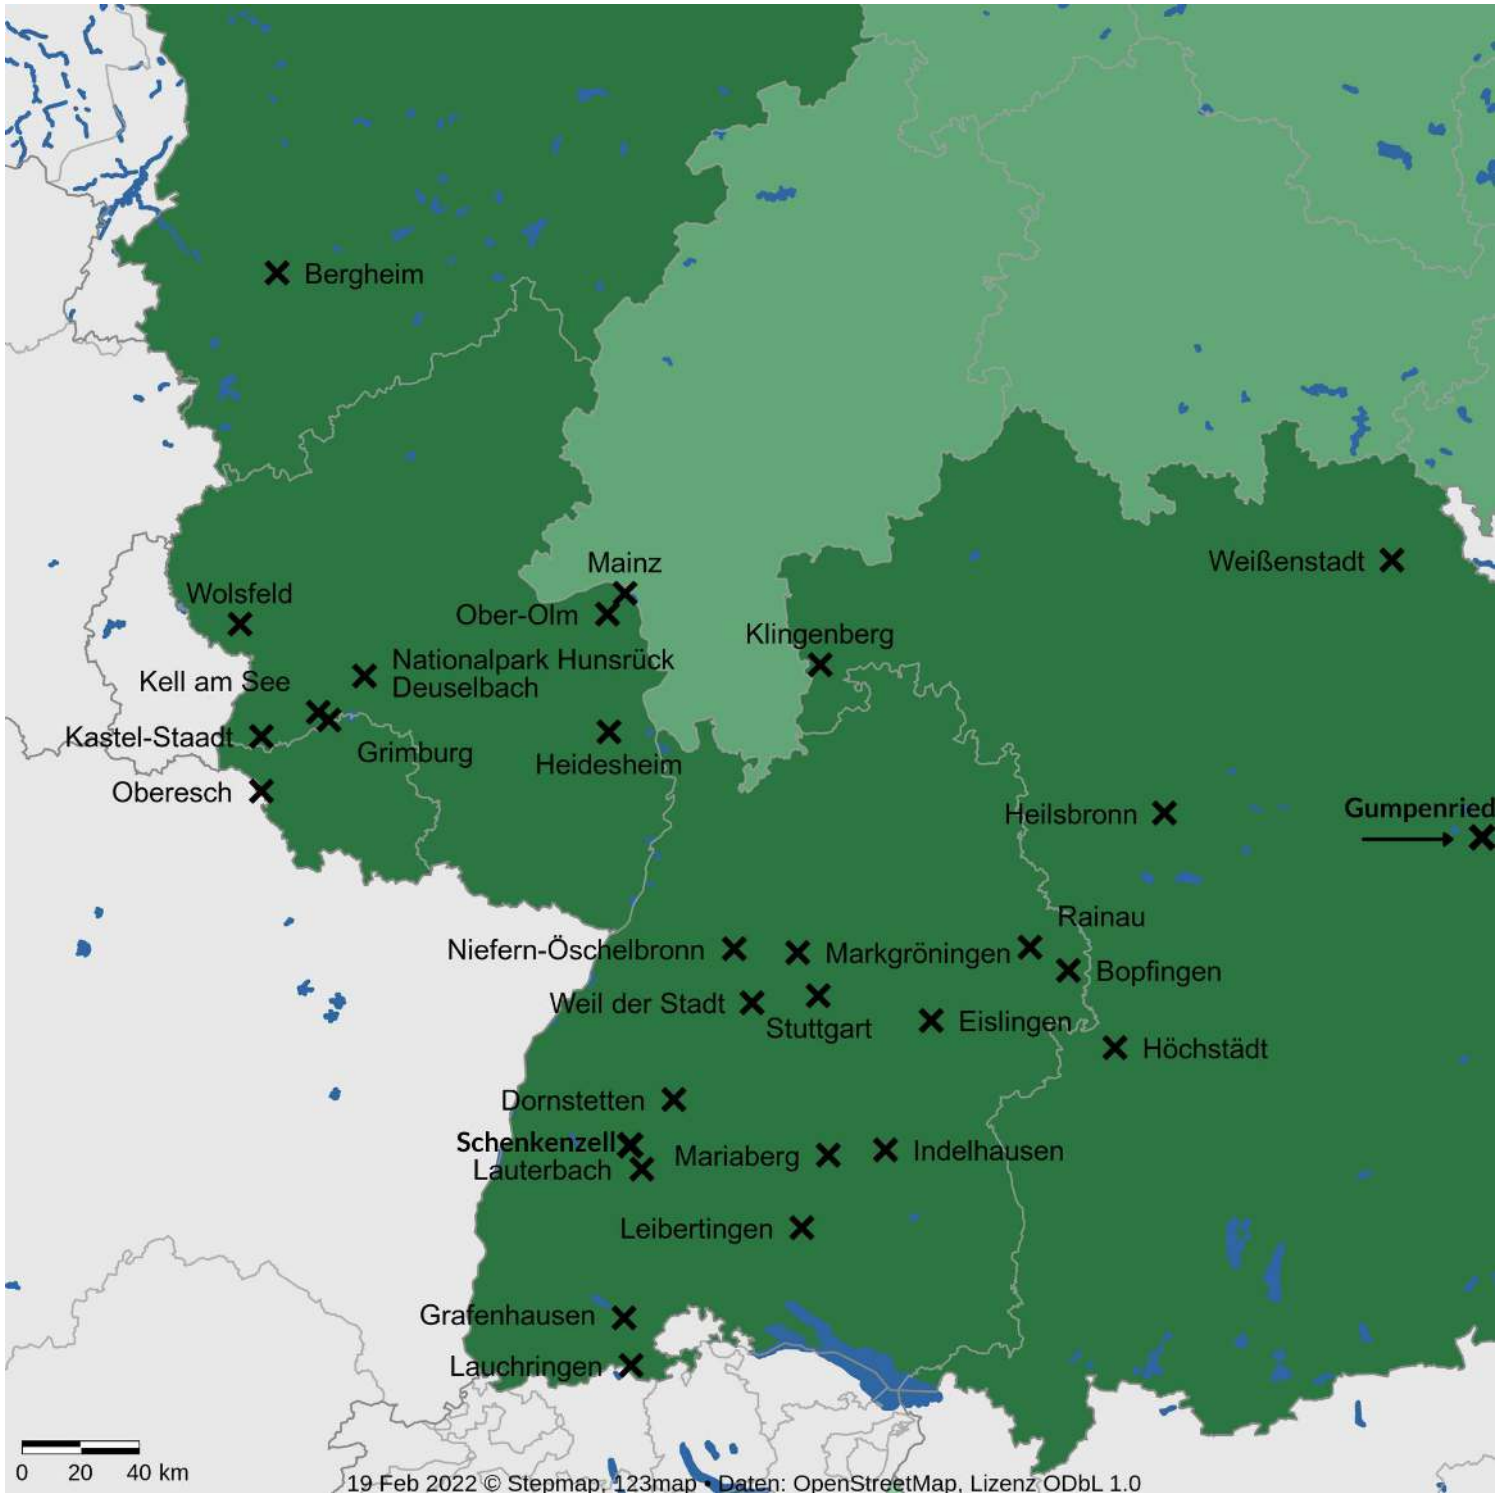 Bergheim
Weißenstadt
Mainz
Wolsfeld
Ober-Olm
Klingenberg
Nationalpark Hunsrück
Deuselbach
Kell am See
Kastel-Staadt
Grimburg
Heidesheim
Oberesch
Heilsbronn
Gumpenried
Rainau
Niefern-Öschelbronn
Markgröningen
Bopfingen
Weil der Stadt
Stuttgart
Eislingen
Höchstädt
Dornstetten
Schenkenzell
Mariaberg
Indelhausen
Lauterbach
Leibertingen
Grafenhausen
Lauchringen
0 20 40 km
19 Feb 2022 © Stepmap, 123map • Daten: OpenStreetMap, Lizenz ODbL 1.0